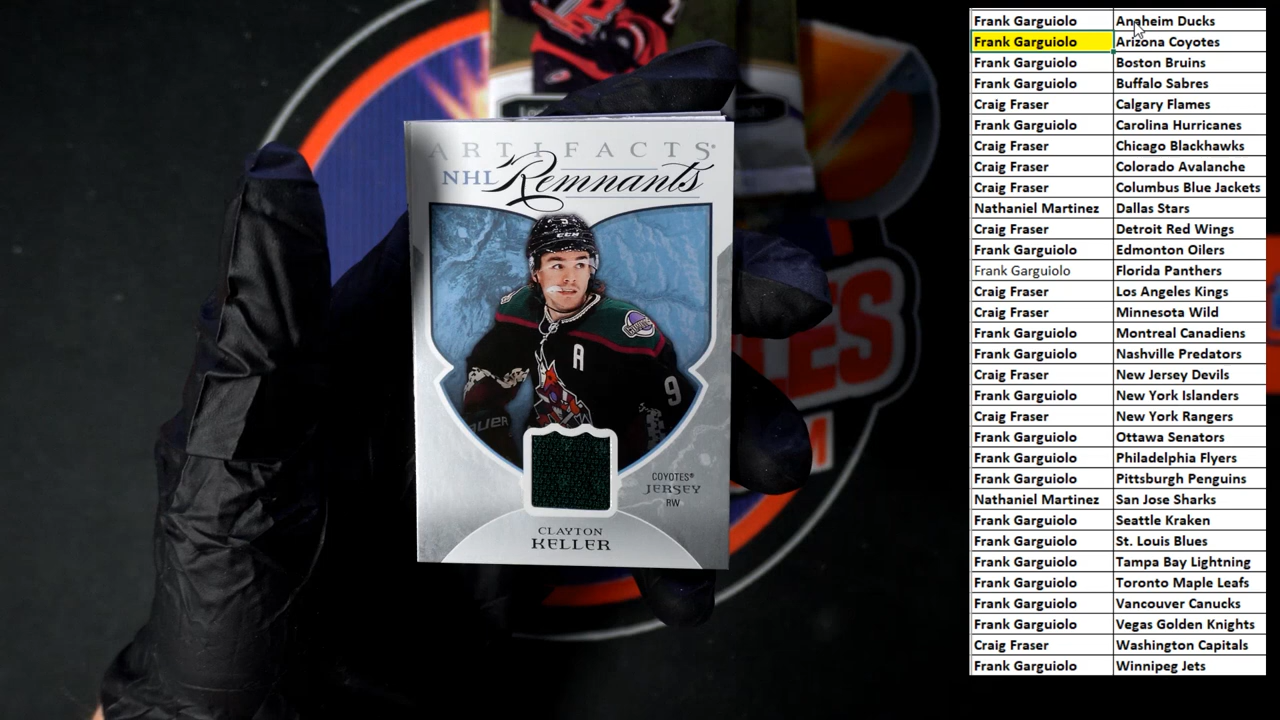 ARTIFACTS
NHL Remnants
CCM
A
9
COYOTES®
JERSEY
RW
CLAYTON
KELLER
Frank Garguiolo Anaheim Ducks
Frank Garguiolo Arizona Coyotes
Frank Garguiolo Boston Bruins
Frank Garguiolo Buffalo Sabres
Craig Fraser Calgary Flames
Frank Garguiolo Carolina Hurricanes
Craig Fraser Chicago Blackhawks
Craig Fraser Colorado Avalanche
Craig Fraser Columbus Blue Jackets
Nathaniel Martinez Dallas Stars
Craig Fraser Detroit Red Wings
Frank Garguiolo Edmonton Oilers
Frank Garguiolo Florida Panthers
Craig Fraser Los Angeles Kings
Craig Fraser Minnesota Wild
Frank Garguiolo Montreal Canadiens
Frank Garguiolo Nashville Predators
Craig Fraser New Jersey Devils
Frank Garguiolo New York Islanders
Craig Fraser New York Rangers
Frank Garguiolo Ottawa Senators
Frank Garguiolo Philadelphia Flyers
Frank Garguiolo Pittsburgh Penguins
Nathaniel Martinez San Jose Sharks
Frank Garguiolo Seattle Kraken
Frank Garguiolo St. Louis Blues
Frank Garguiolo Tampa Bay Lightning
Frank Garguiolo Toronto Maple Leafs
Frank Garguiolo Vancouver Canucks
Frank Garguiolo Vegas Golden Knights
Craig Fraser Washington Capitals
Frank Garguiolo Winnipeg Jets